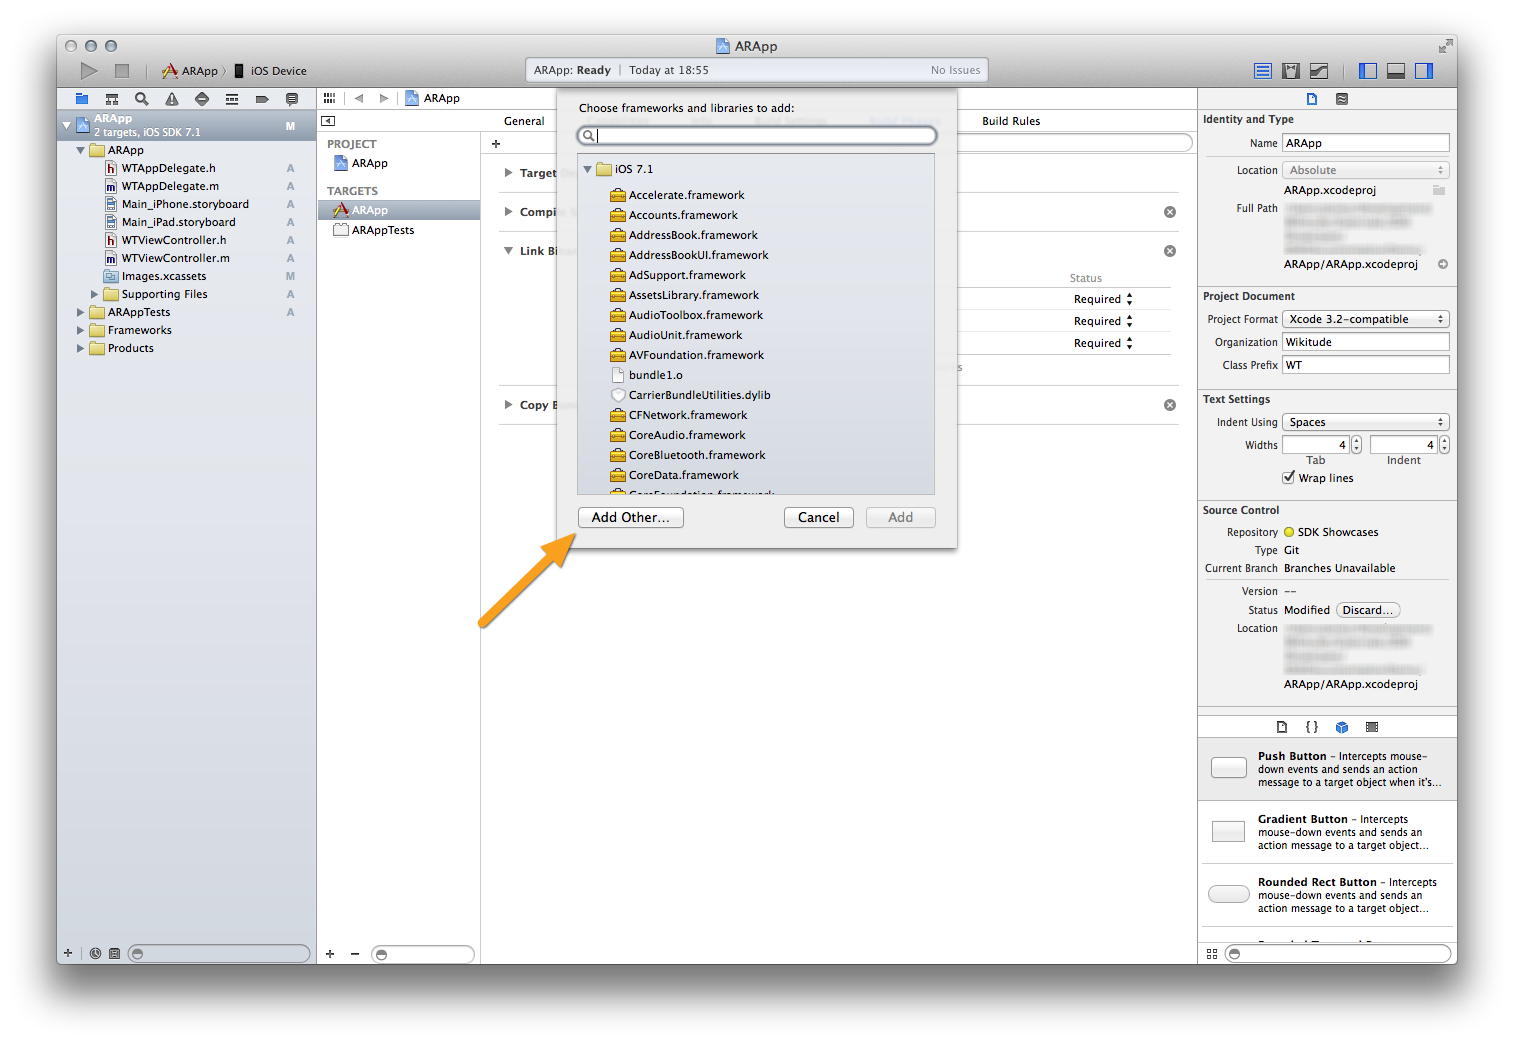 ARApp
ARApp
iOS Device
ARApp: Ready
Today at 18:55
No Issues
ARApp
2 targets, iOS SDK 7.1
M
ARApp
WTAppDelegate.h
A
WTAppDelegate.m
A
Main_iPhone.storyboard
A
Main_iPad.storyboard
A
WTViewController.h
A
WTViewController.m
A
Images.xcassets
M
Supporting Files
A
ARAppTests
A
Frameworks
Products
ARApp
General
Build Rules
PROJECT
ARApp
TARGETS
ARApp
ARAppTests
Target
Compi
Link Bi
Status
Required
Required
Required
Copy B
Choose frameworks and libraries to add:
iOS 7.1
Accelerate.framework
Accounts.framework
AddressBook.framework
AddressBookUI.framework
AdSupport.framework
AssetsLibrary.framework
AudioToolbox.framework
AudioUnit.framework
AVFoundation.framework
bundle1.o
CarrierBundleUtilities.dylib
CFNetwork.framework
CoreAudio.framework
CoreBluetooth.framework
CoreData.framework
CoreFoundation.framework
Add Other...
Cancel
Add
Identity and Type
Name ARApp
Location Absolute
ARApp.xcodeproj
Full Path
ARApp/ARApp.xcodeproj
Project Document
Project Format Xcode 3.2-compatible
Organization Wikitude
Class Prefix WT
Text Settings
Indent Using Spaces
Widths 4 4
Tab Indent
Wrap lines
Source Control
Repository SDK Showcases
Type Git
Current Branch Branches Unavailable
Version --
Status Modified Discard...
Location
ARApp/ARApp.xcodeproj
{ }
Push Button - Intercepts mouse-
down events and sends an action
message to a target object when it's...
Gradient Button - Intercepts
mouse-down events and sends an
action message to a target object...
Rounded Rect Button - Intercepts
mouse-down events and sends an
action message to a target object...